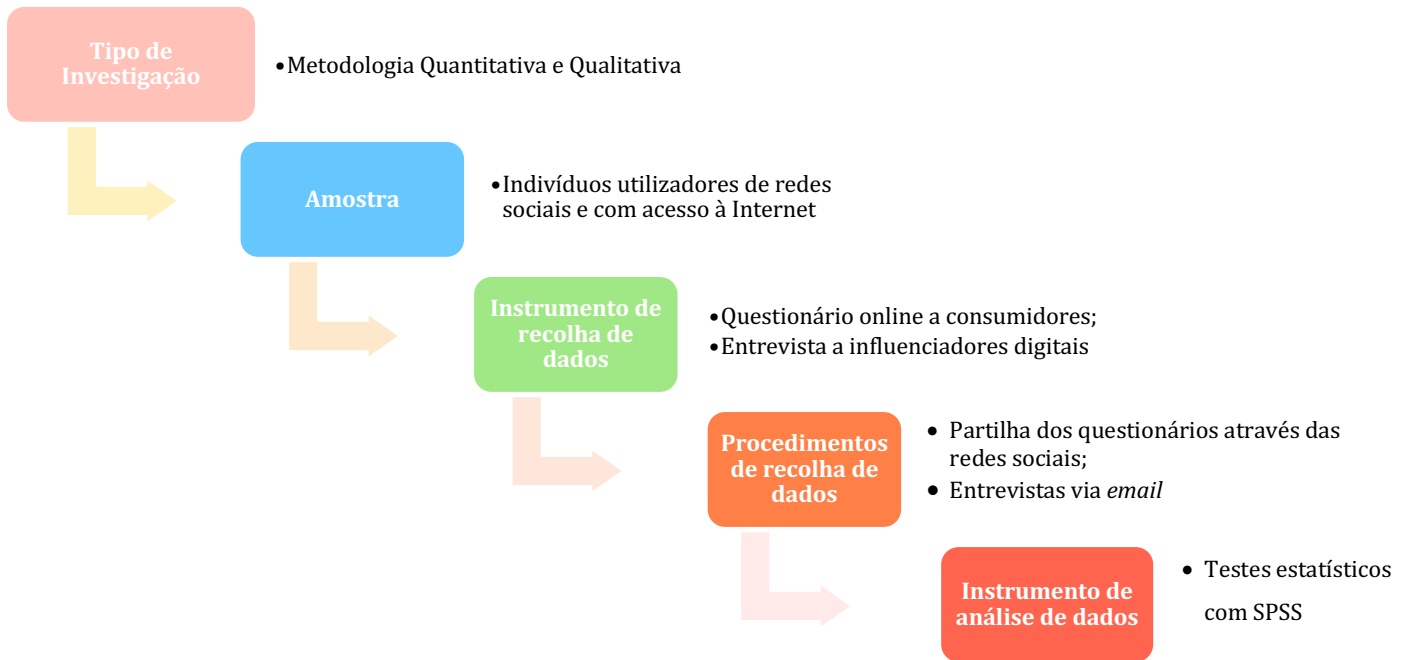 Tipo de
Investigação
•Metodologia Quantitativa e Qualitativa
Amostra
•Indivíduos utilizadores de redes
sociais e com acesso à Internet
Instrumento de
recolha de
dados
•Questionário online a consumidores;
•Entrevista a influenciadores digitais
Procedimentos
de recolha de
dados
• Partilha dos questionários através das
redes sociais;
• Entrevistas via email
Instrumento de
análise de dados
• Testes estatísticos
com SPSS